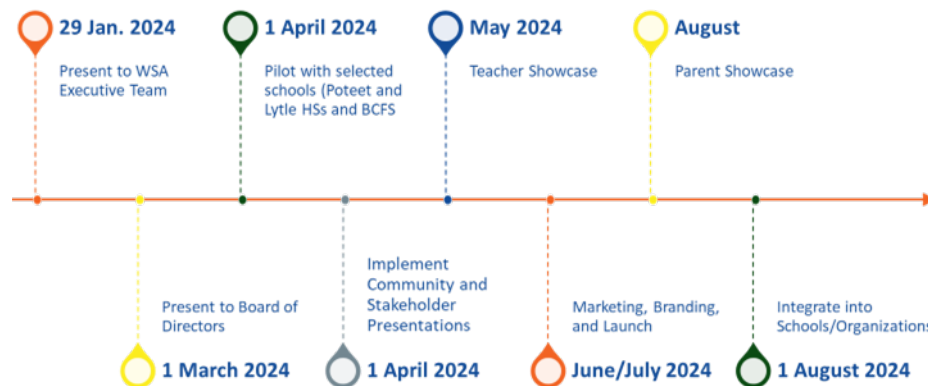 29 Jan. 2024
Present to WSA
Executive Team
1 April 2024
Pilot with selected
schools (Poteet and
Lytle HSs and BCFS
May 2024
Teacher Showcase
August
Parent Showcase
Present to Board of
Directors
1 March 2024
Implement
Community and
Stakeholder
Presentations
1 April 2024
Marketing, Branding,
and Launch
June/July 2024
Integrate into
Schools/Organizations
1 August 2024